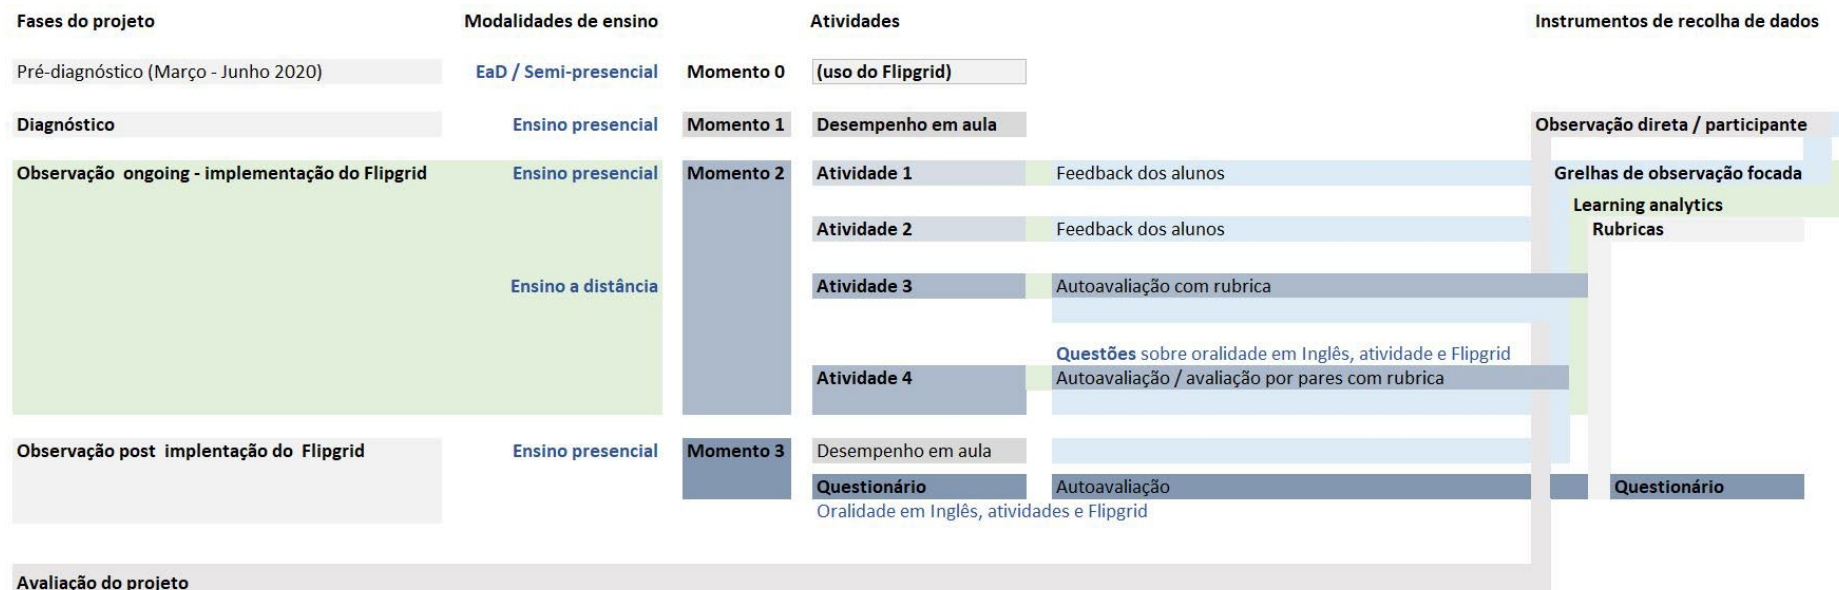 Fases do projeto Modalidades de ensino Atividades Instrumentos de recolha de dados
Pré-diagnóstico (Março - Junho 2020) EaD / Semi-presencial Momento 0 (uso do Flipgrid)
Diagnóstico Ensino presencial Momento 1 Desempenho em aula Observação direta / participante
Observação ongoing - implementação do Flipgrid Ensino presencial Momento 2 Atividade 1 Feedback dos alunos Grelhas de observação focada
Learning analytics
Atividade 2 Feedback dos alunos Rubricas
Ensino a distância Atividade 3 Autoavaliação com rubrica
Questões sobre oralidade em Inglês, atividade e Flipgrid
Atividade 4 Autoavaliação / avaliação por pares com rubrica
Observação post implentação do Flipgrid Ensino presencial Momento 3 Desempenho em aula
Questionário Autoavaliação Questionário
Oralidade em Inglês, atividades e Flipgrid
Avaliação do projeto